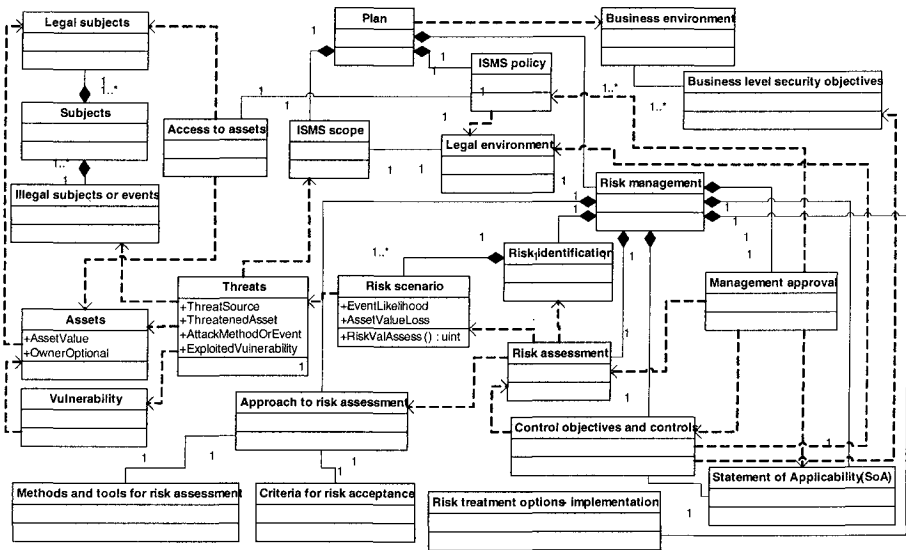 Legal subjects
Plan
Business environment
1
1
1
ISMS policy
Business level security objectives
1
1..*
Subjects
1
1
1
1..*
1..*
Access to assets
ISMS scope
1
Legal environment
1..*
1
Illegal subjects or events
1
1
1
Risk management
1
1
1
1
1..*
1
Risk identification
1
1
1
1
Threats
Risk scenario
Management approval
+ThreatSource
+EventLikelihood
Assets
+ThreatenedAsset
+AssetValueLoss
+AssetValue
+AttackMethodOrEvent
+RiskValAssess() : uint
+OwnerOptional
+ExploitedVulnerability
Risk assessment
1
Vulnerability
Approach to risk assessment
1
Control objectives and controls
1
1
1
1
1
Methods and tools for risk assessment
Criteria for risk acceptance
Statement of Applicability(SoA)
Risk treatment options- implementation
1